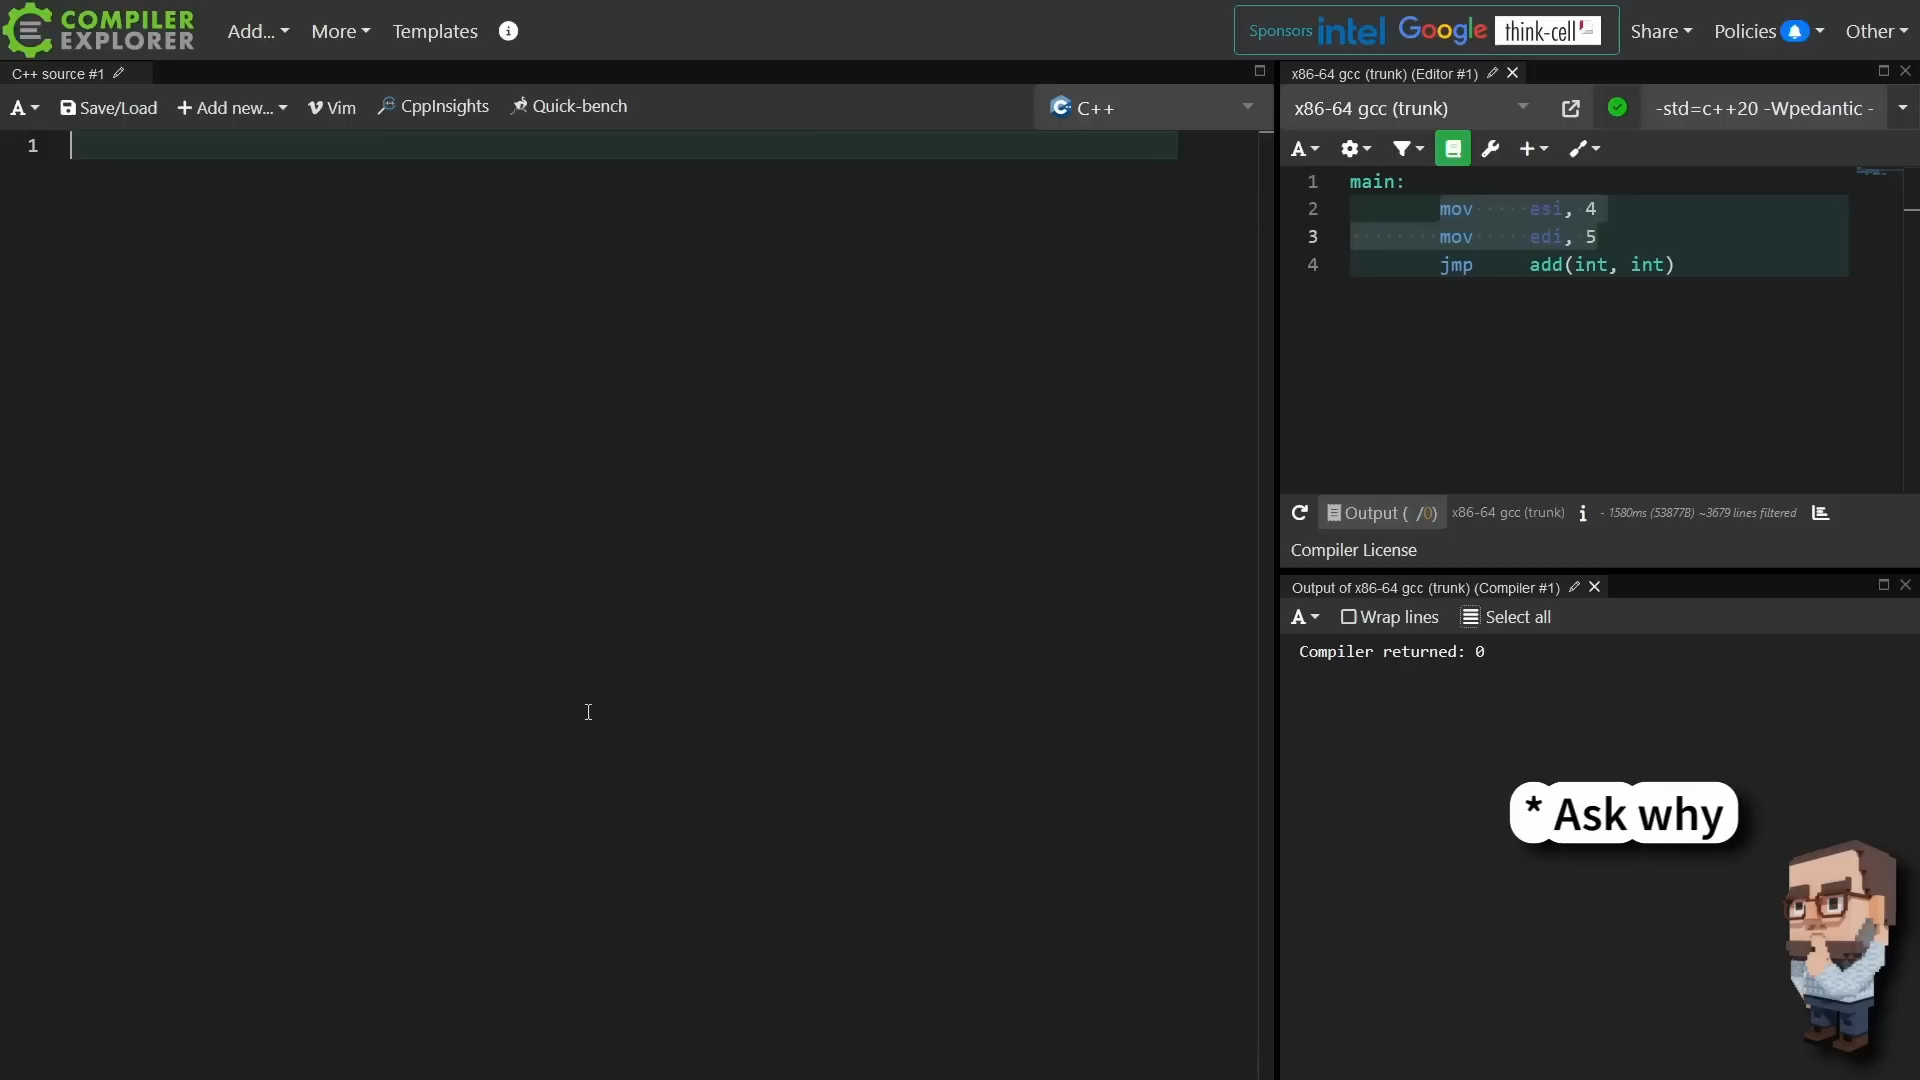 COMPILER
EXPLORER
Add... More Templates
Sponsors intel Google think-cell Share Policies Other
C++ source #1
A Save/Load + Add new... Vim CppInsights Quick-bench C++
1
x86-64 gcc (trunk) (Editor #1)
x86-64 gcc (trunk) -std=c++20 -Wpedantic -
A
1 main:
2 mov esi, 4
3 mov edi, 5
4 jmp add(int, int)
Output ( /0) x86-64 gcc (trunk) i - 1580ms (53877B) ~3679 lines filtered
Compiler License
Output of x86-64 gcc (trunk) (Compiler #1)
A Wrap lines Select all
Compiler returned: 0
* Ask why